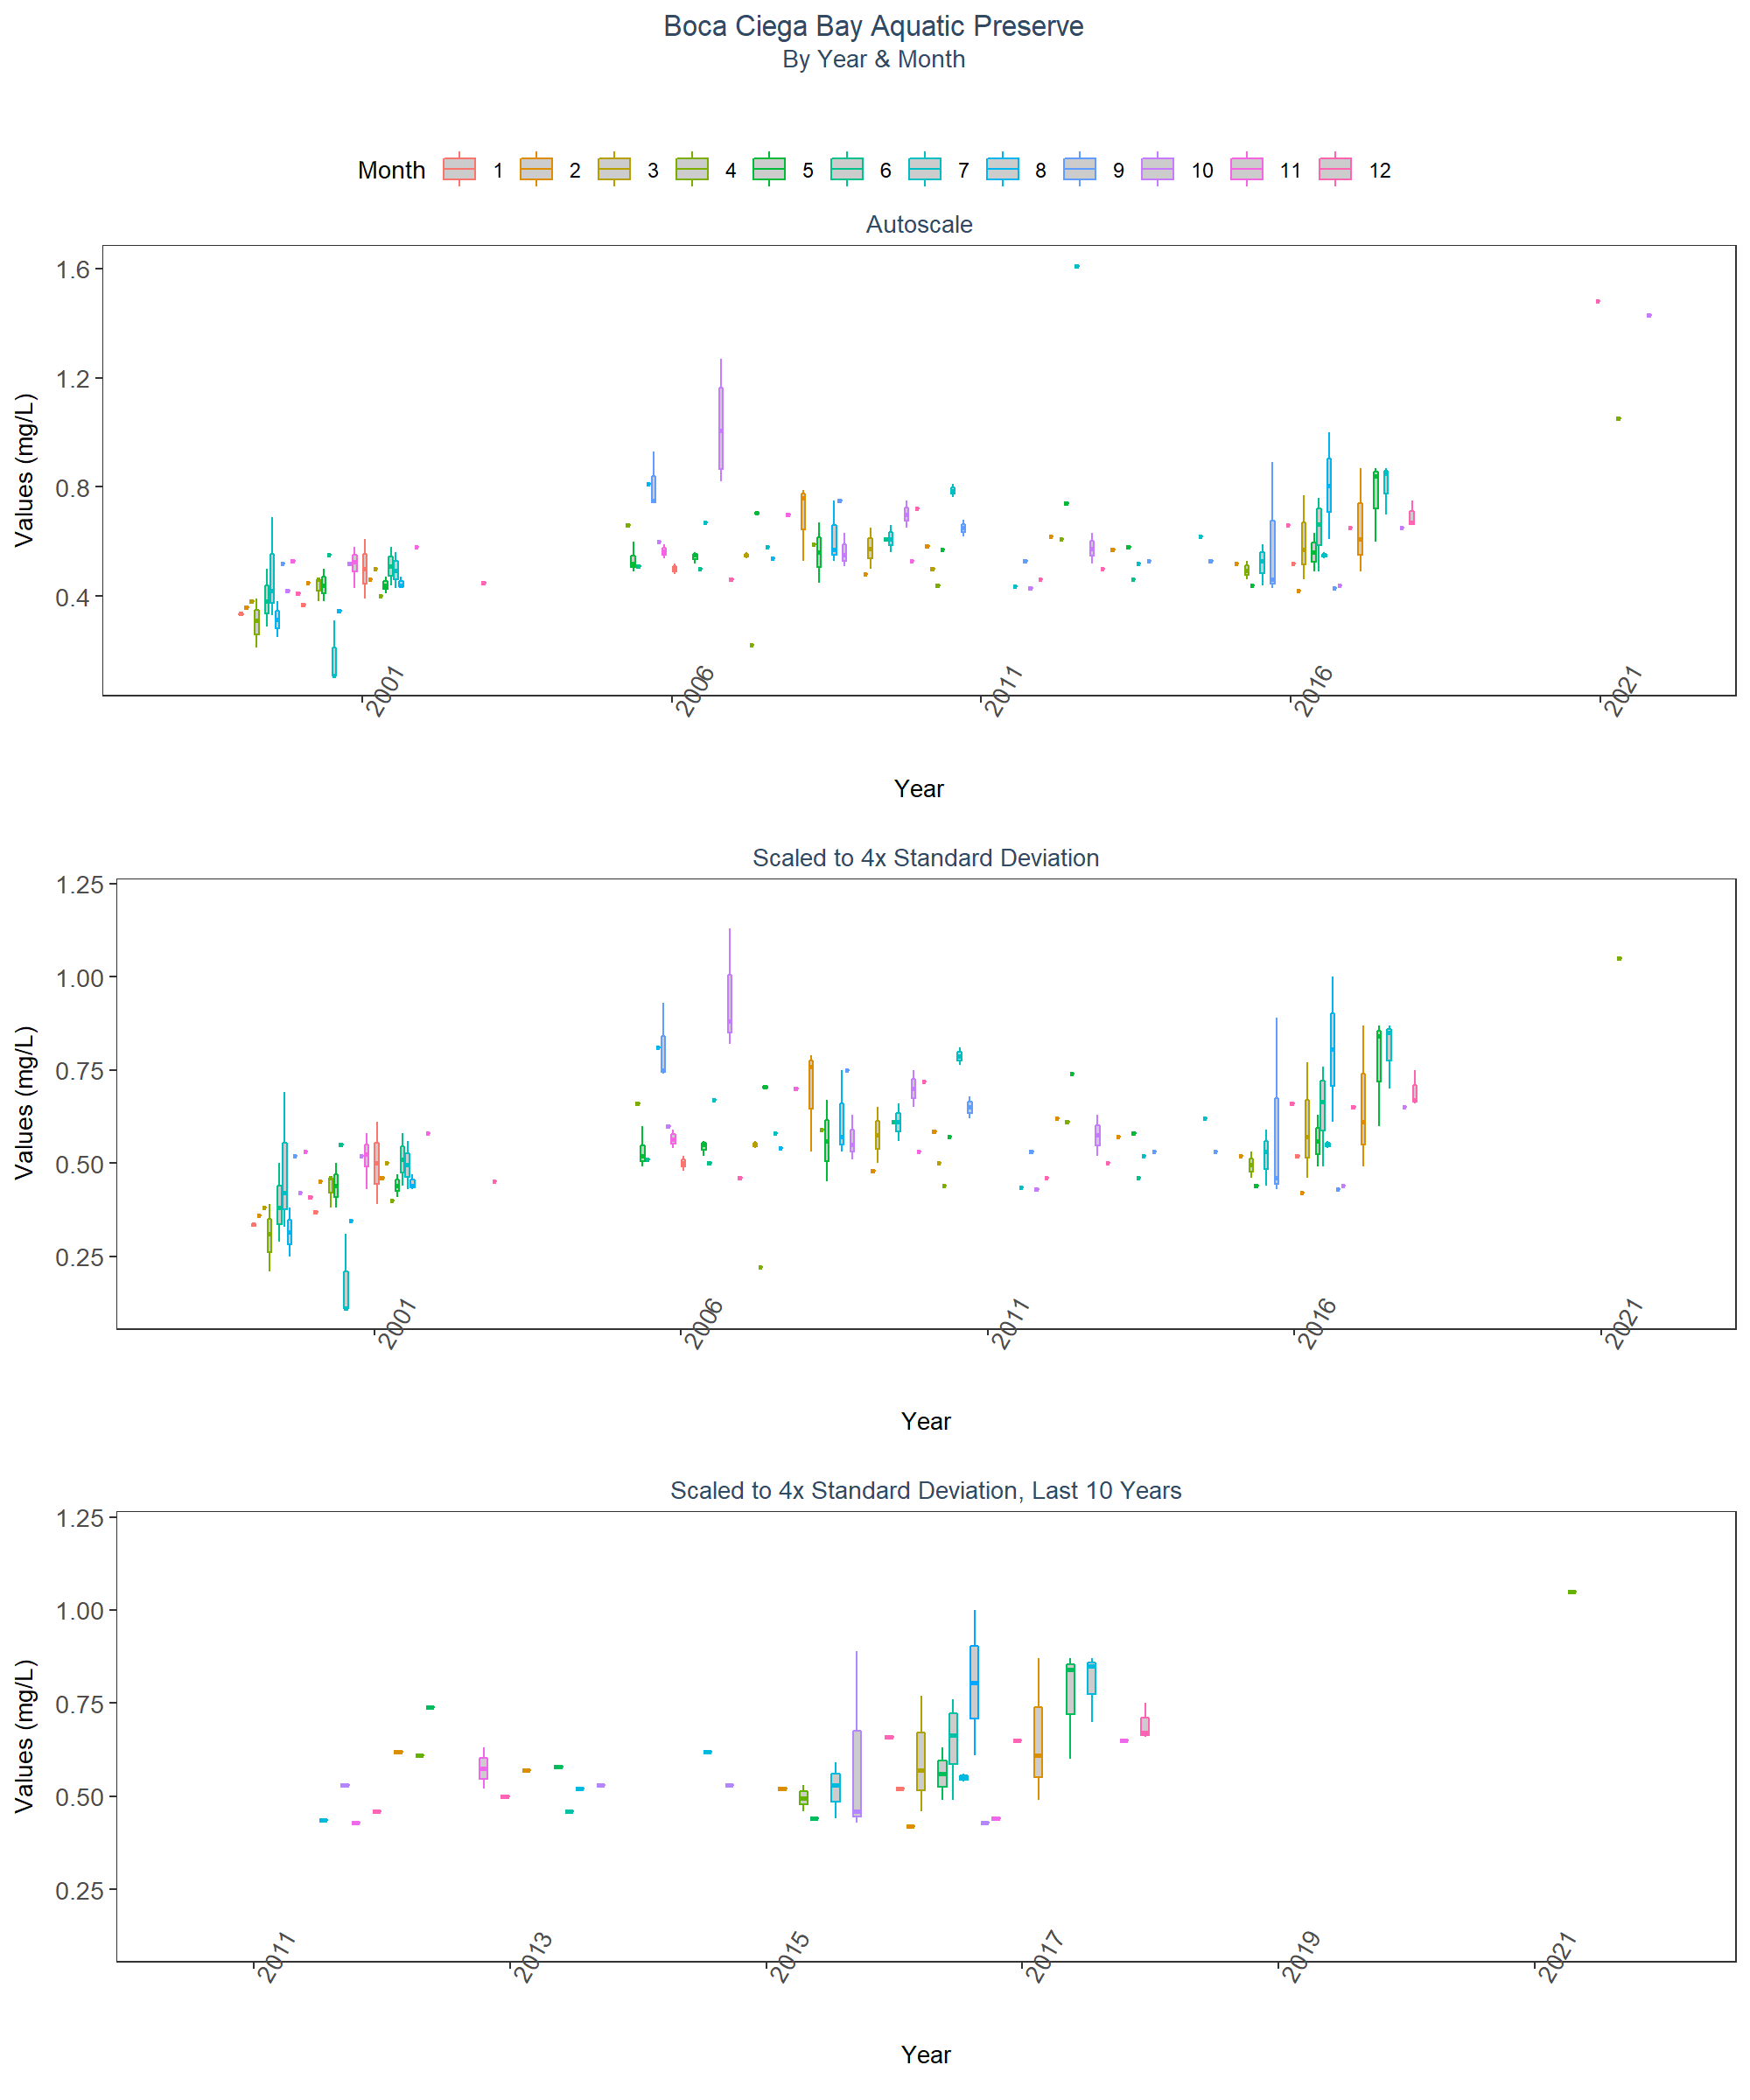 Boca Ciega Bay Aquatic Preserve
By Year & Month
Month 1 2 3 4 5 6 7 8 9 10 11 12
Autoscale
Values (mg/L)
1.6
1.2
0.8
0.4
2001 2006 2011 2016 2021
Year
Scaled to 4x Standard Deviation
Values (mg/L)
1.25
1.00
0.75
0.50
0.25
2001 2006 2011 2016 2021
Year
Scaled to 4x Standard Deviation, Last 10 Years
Values (mg/L)
1.25
1.00
0.75
0.50
0.25
2011 2013 2015 2017 2019 2021
Year